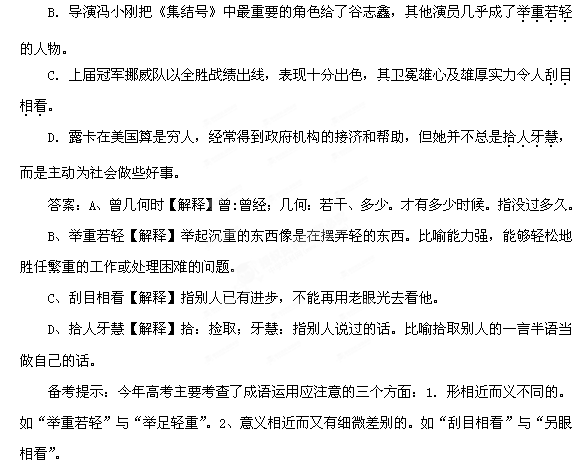 B. 导演冯小刚把《集结号》中最重要的角色给了谷志鑫，其他演员几乎成了举重若轻
的人物。
C. 上届冠军挪威队以全胜战绩出线，表现十分出色，其卫冕雄心及雄厚实力令人刮目
相看。
D. 露卡在美国算是穷人，经常得到政府机构的接济和帮助，但她并不总是拾人牙慧，
而是主动为社会做些好事。
答案：A、曾几何时【解释】曾:曾经；几何：若干、多少。才有多少时候。指没过多久。
B、举重若轻【解释】举起沉重的东西像是在摆弄轻的东西。比喻能力强，能够轻松地
胜任繁重的工作或处理困难的问题。
C、刮目相看【解释】指别人已有进步，不能再用老眼光去看他。
D、拾人牙慧【解释】拾：捡取；牙慧：指别人说过的话。比喻拾取别人的一言半语当
做自己的话。
备考提示：今年高考主要考查了成语运用应注意的三个方面：1. 形相近而义不同的。
如“举重若轻”与“举足轻重”。2、意义相近而又有细微差别的。如“刮目相看”与“另眼
相看”。